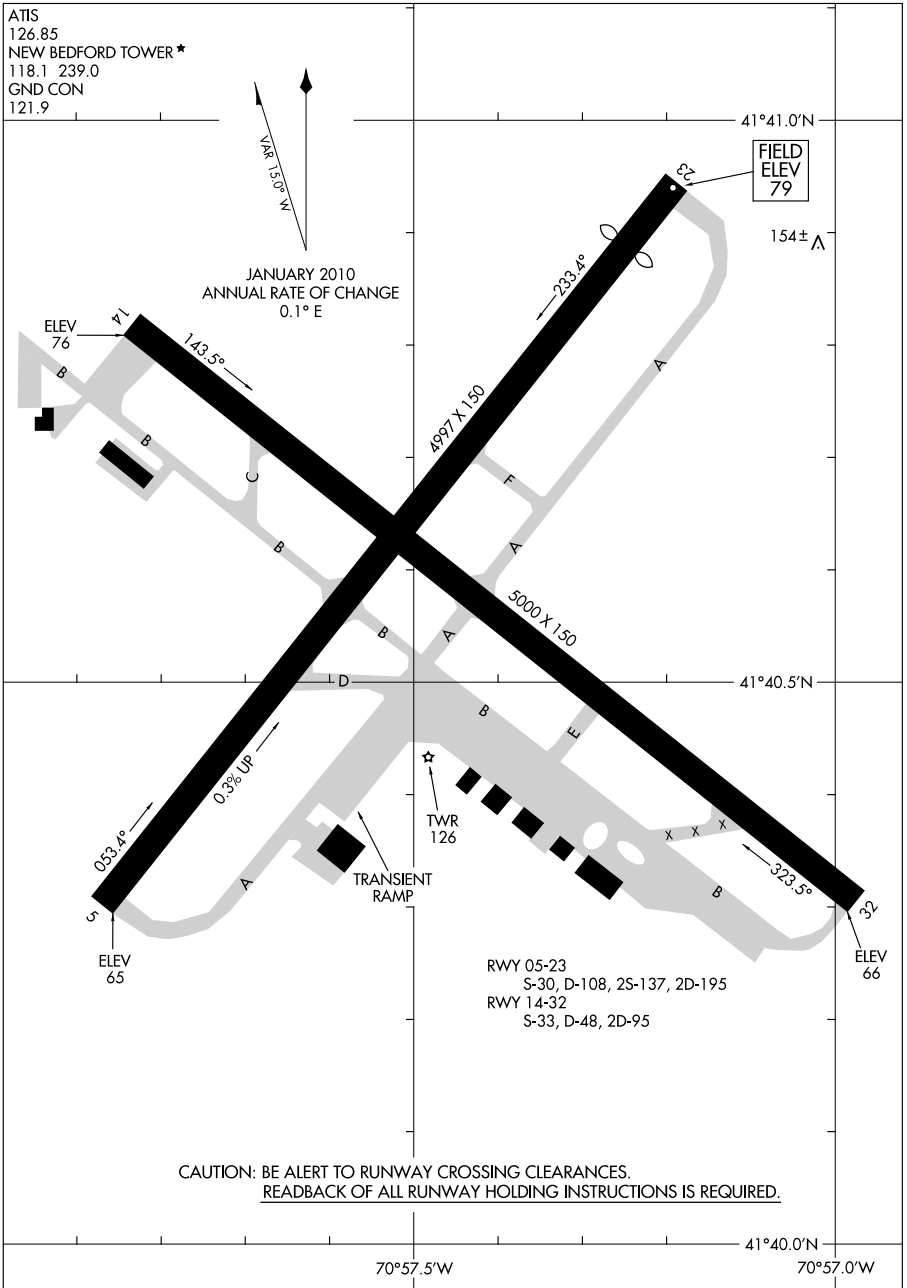 ATIS
126.85
NEW BEDFORD TOWER
118.1 239.0
GND CON
121.9
VAR 15.0° W
JANUARY 2010
ANNUAL RATE OF CHANGE
0.1° E
41°41.0'N
FIELD
ELEV
79
23
154±
233.4°
14
ELEV
76
143.5°
B
A
4997 X 150
B
C
F
B
A
5000 X 150
B
A
D
41°40.5'N
B
E
0.3% UP
TWR
126
X X X
053.4°
323.5°
TRANSIENT
RAMP
A
B
5
32
ELEV
65
ELEV
66
RWY 05-23
S-30, D-108, 2S-137, 2D-195
RWY 14-32
S-33, D-48, 2D-95
CAUTION: BE ALERT TO RUNWAY CROSSING CLEARANCES.
READBACK OF ALL RUNWAY HOLDING INSTRUCTIONS IS REQUIRED.
41°40.0'N
70°57.5'W
70°57.0'W